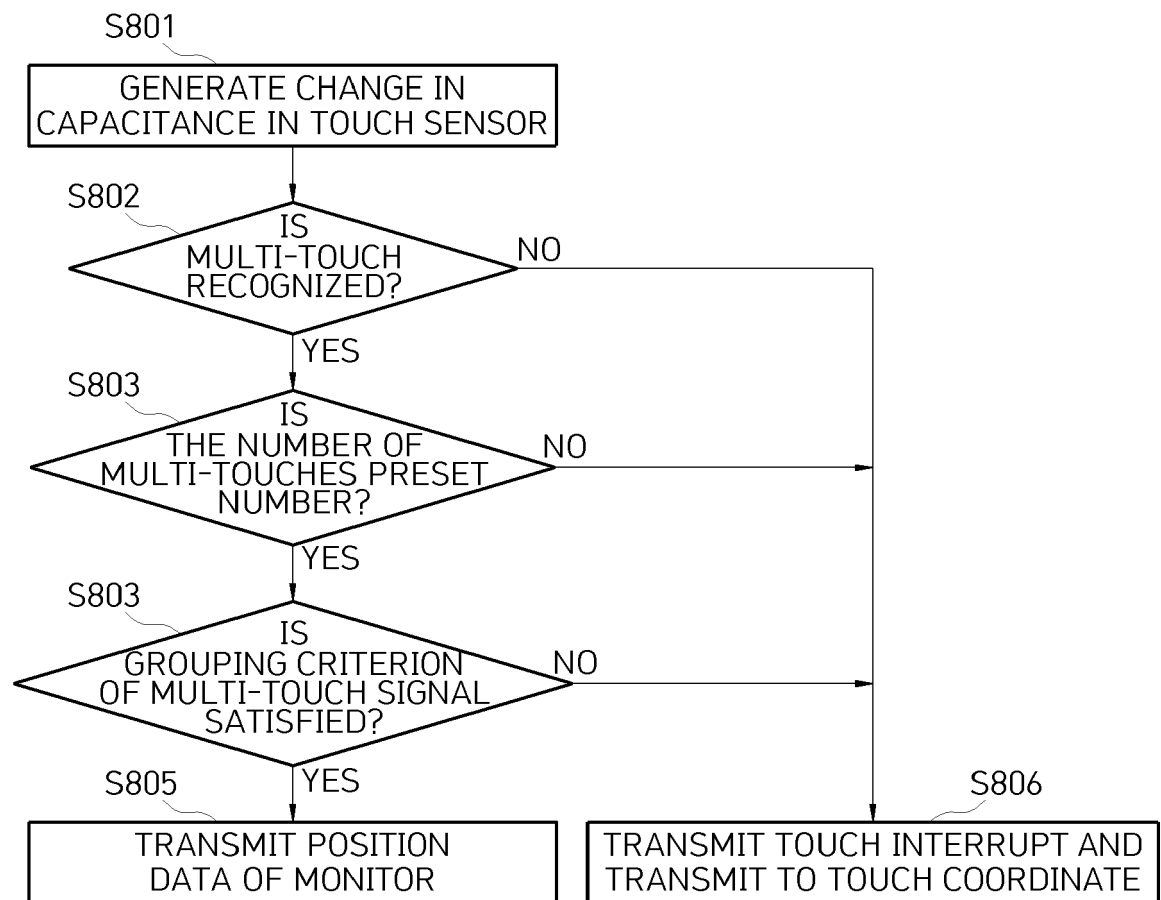 S801
GENERATE CHANGE IN
CAPACITANCE IN TOUCH SENSOR
S802
IS
MULTI-TOUCH
RECOGNIZED?
NO
YES
S803
IS
THE NUMBER OF
MULTI-TOUCHES PRESET
NUMBER?
NO
YES
S803
IS
GROUPING CRITERION
OF MULTI-TOUCH SIGNAL
SATISFIED?
NO
YES
S805
TRANSMIT POSITION
DATA OF MONITOR
S806
TRANSMIT TOUCH INTERRUPT AND
TRANSMIT TO TOUCH COORDINATE